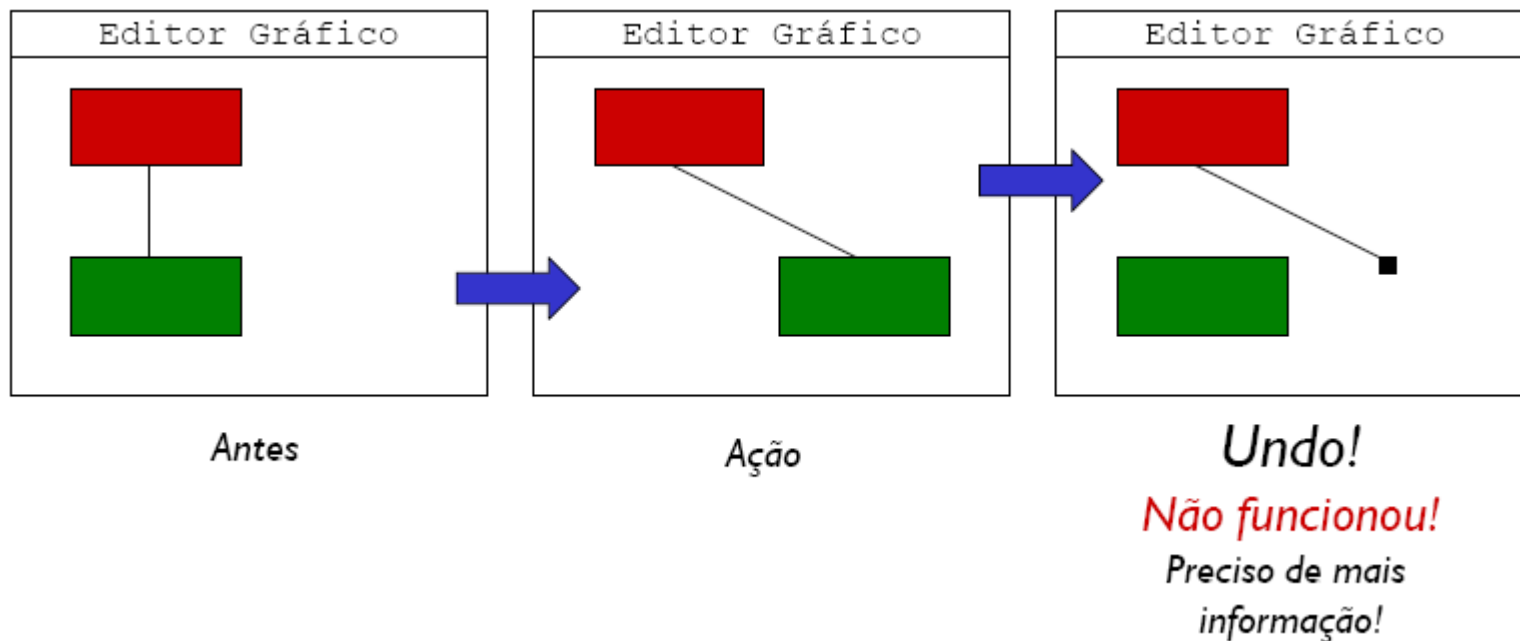 Editor Gráfico
Editor Gráfico
Editor Gráfico
Antes
Ação
Undo!
Não funcionou!
Preciso de mais
informação!